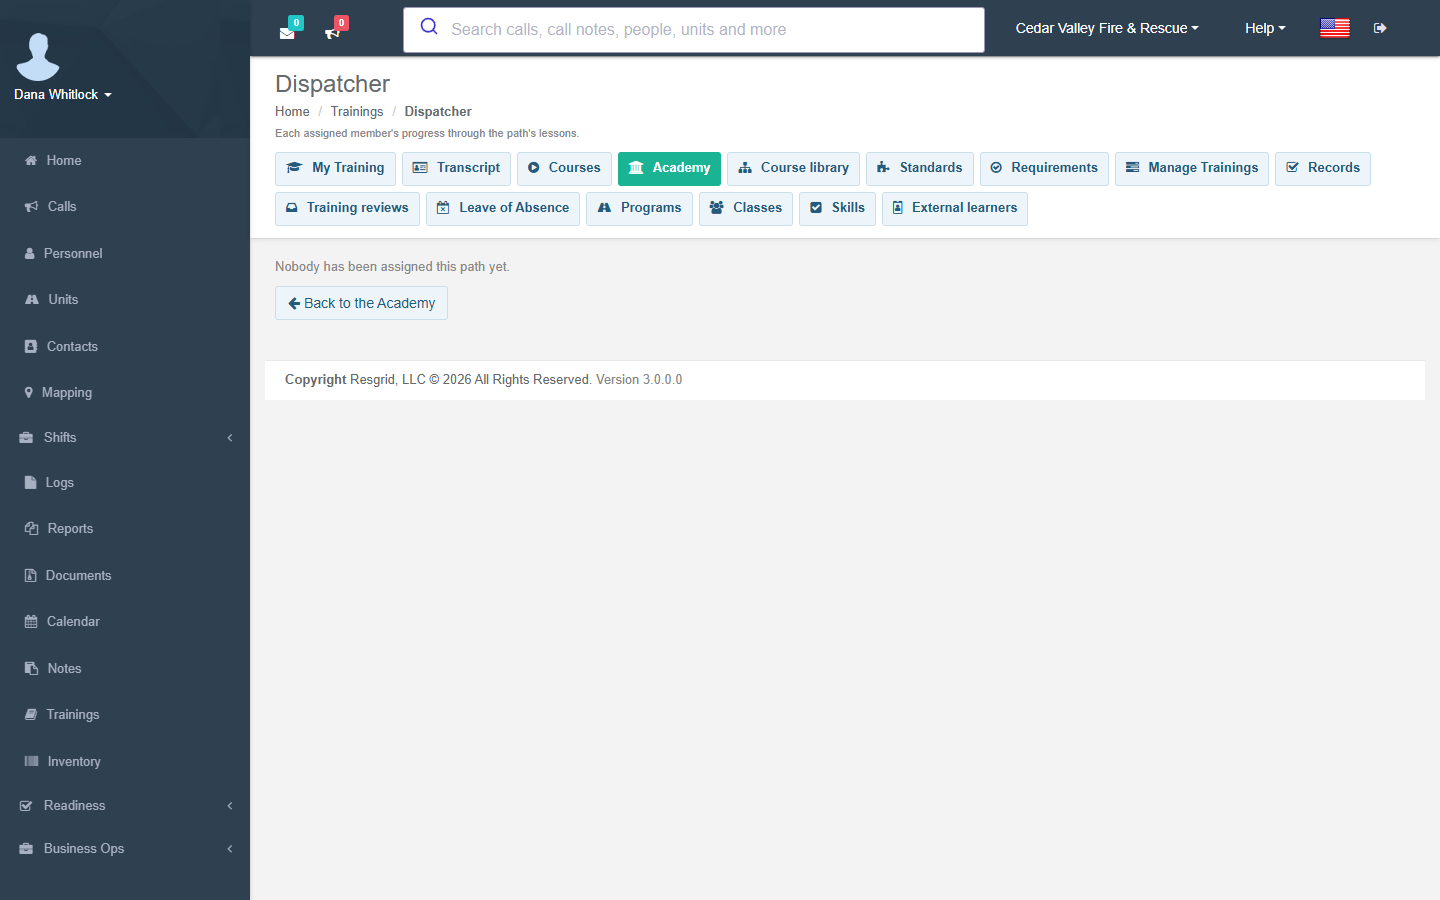 Dana Whitlock
0
0
Search calls, call notes, people, units and more
Cedar Valley Fire & Rescue
Help
Home
Calls
Personnel
Units
Contacts
Mapping
Shifts
Logs
Reports
Documents
Calendar
Notes
Trainings
Inventory
Readiness
Business Ops
Dispatcher
Home / Trainings / Dispatcher
Each assigned member's progress through the path's lessons.
My Training Transcript Courses Academy Course library Standards Requirements Manage Trainings Records
Training reviews Leave of Absence Programs Classes Skills External learners
Nobody has been assigned this path yet.
Back to the Academy
Copyright Resgrid, LLC © 2026 All Rights Reserved. Version 3.0.0.0